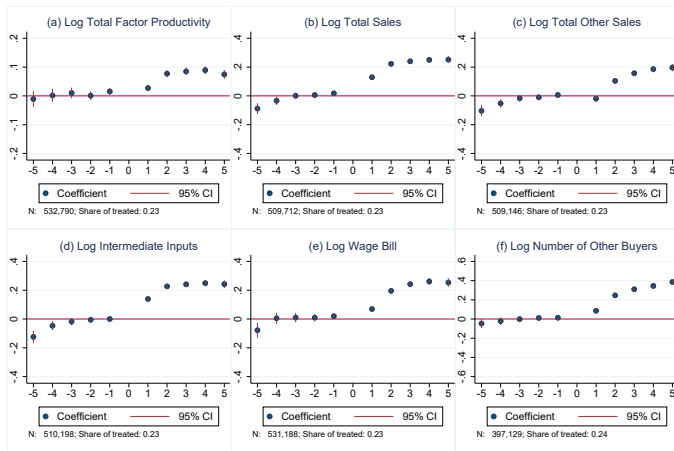 (a) Log Total Factor Productivity
.2
.1
0
-.1
-.2
-5 -4 -3 -2 -1 0 1 2 3 4 5
Coefficient 95% CI
N: 532,790; Share of treated: 0.23
(b) Log Total Sales
.4
.2
0
-.2
-.4
-5 -4 -3 -2 -1 0 1 2 3 4 5
Coefficient 95% CI
N: 509,712; Share of treated: 0.23
(c) Log Total Other Sales
.4
.2
0
-.2
-.4
-5 -4 -3 -2 -1 0 1 2 3 4 5
Coefficient 95% CI
N: 509,146; Share of treated: 0.23
(d) Log Intermediate Inputs
.4
.2
0
-.2
-.4
-5 -4 -3 -2 -1 0 1 2 3 4 5
Coefficient 95% CI
N: 510,198; Share of treated: 0.23
(e) Log Wage Bill
.4
.2
0
-.2
-.4
-5 -4 -3 -2 -1 0 1 2 3 4 5
Coefficient 95% CI
N: 531,188; Share of treated: 0.23
(f) Log Number of Other Buyers
.6
.4
.2
0
-.2
-.4
-.6
-5 -4 -3 -2 -1 0 1 2 3 4 5
Coefficient 95% CI
N: 397,129; Share of treated: 0.24